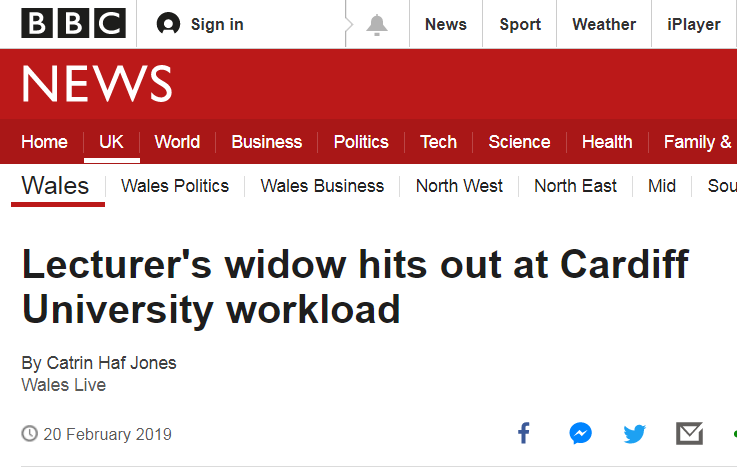 BBC Sign in News Sport Weather iPlayer
NEWS
Home UK World Business Politics Tech Science Health Family &
Wales Wales Politics Wales Business North West North East Mid Sou
Lecturer's widow hits out at Cardiff
University workload
By Catrin Haf Jones
Wales Live
20 February 2019